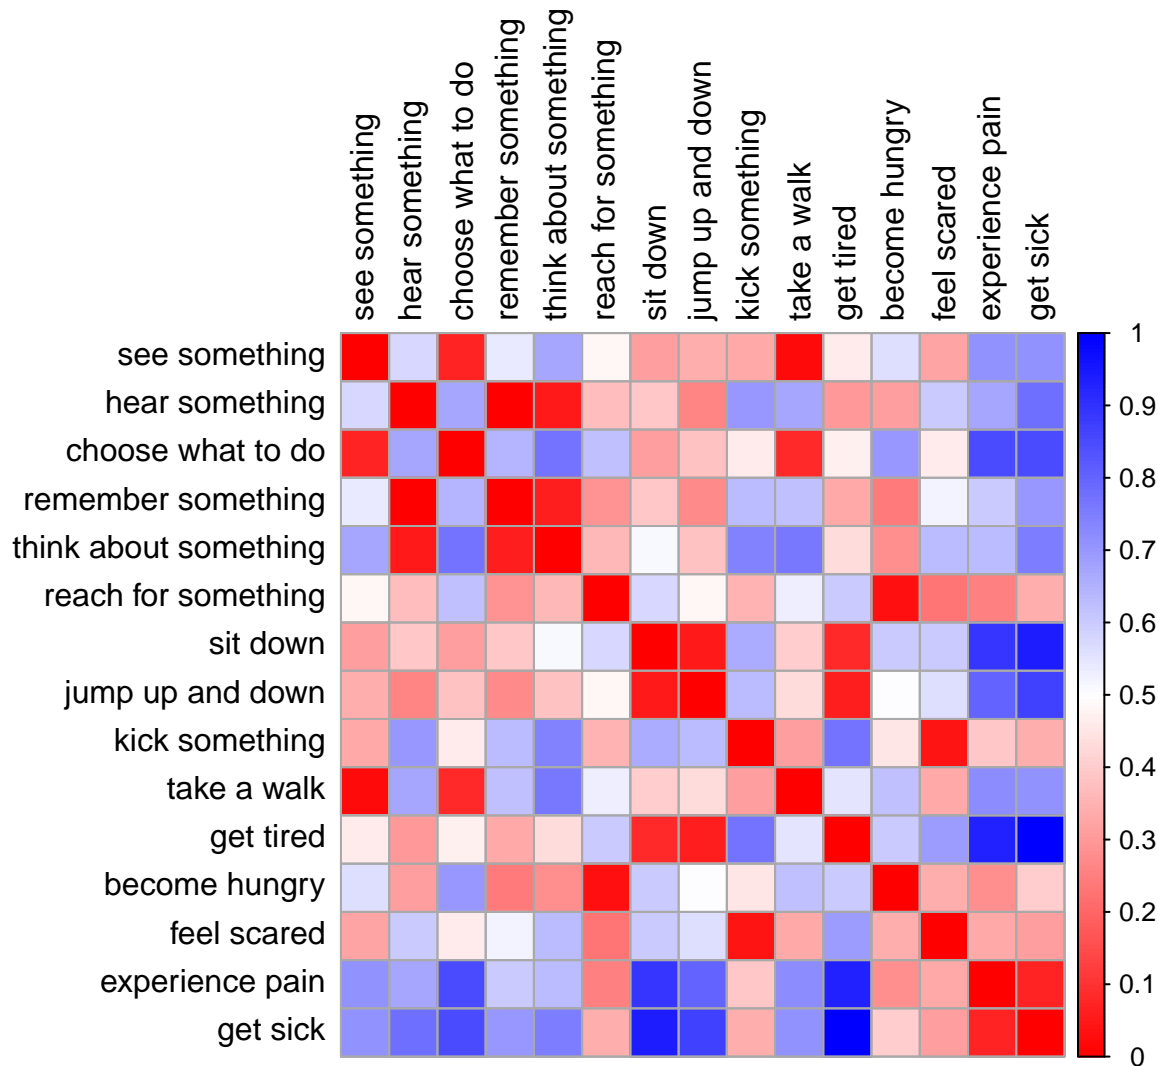 see something
hear something
choose what to do
remember something
think about something
reach for something
sit down
jump up and down
kick something
take a walk
get tired
become hungry
feel scared
experience pain
get sick
see something
hear something
choose what to do
remember something
think about something
reach for something
sit down
jump up and down
kick something
take a walk
get tired
become hungry
feel scared
experience pain
get sick
1
0.9
0.8
0.7
0.6
0.5
0.4
0.3
0.2
0.1
0